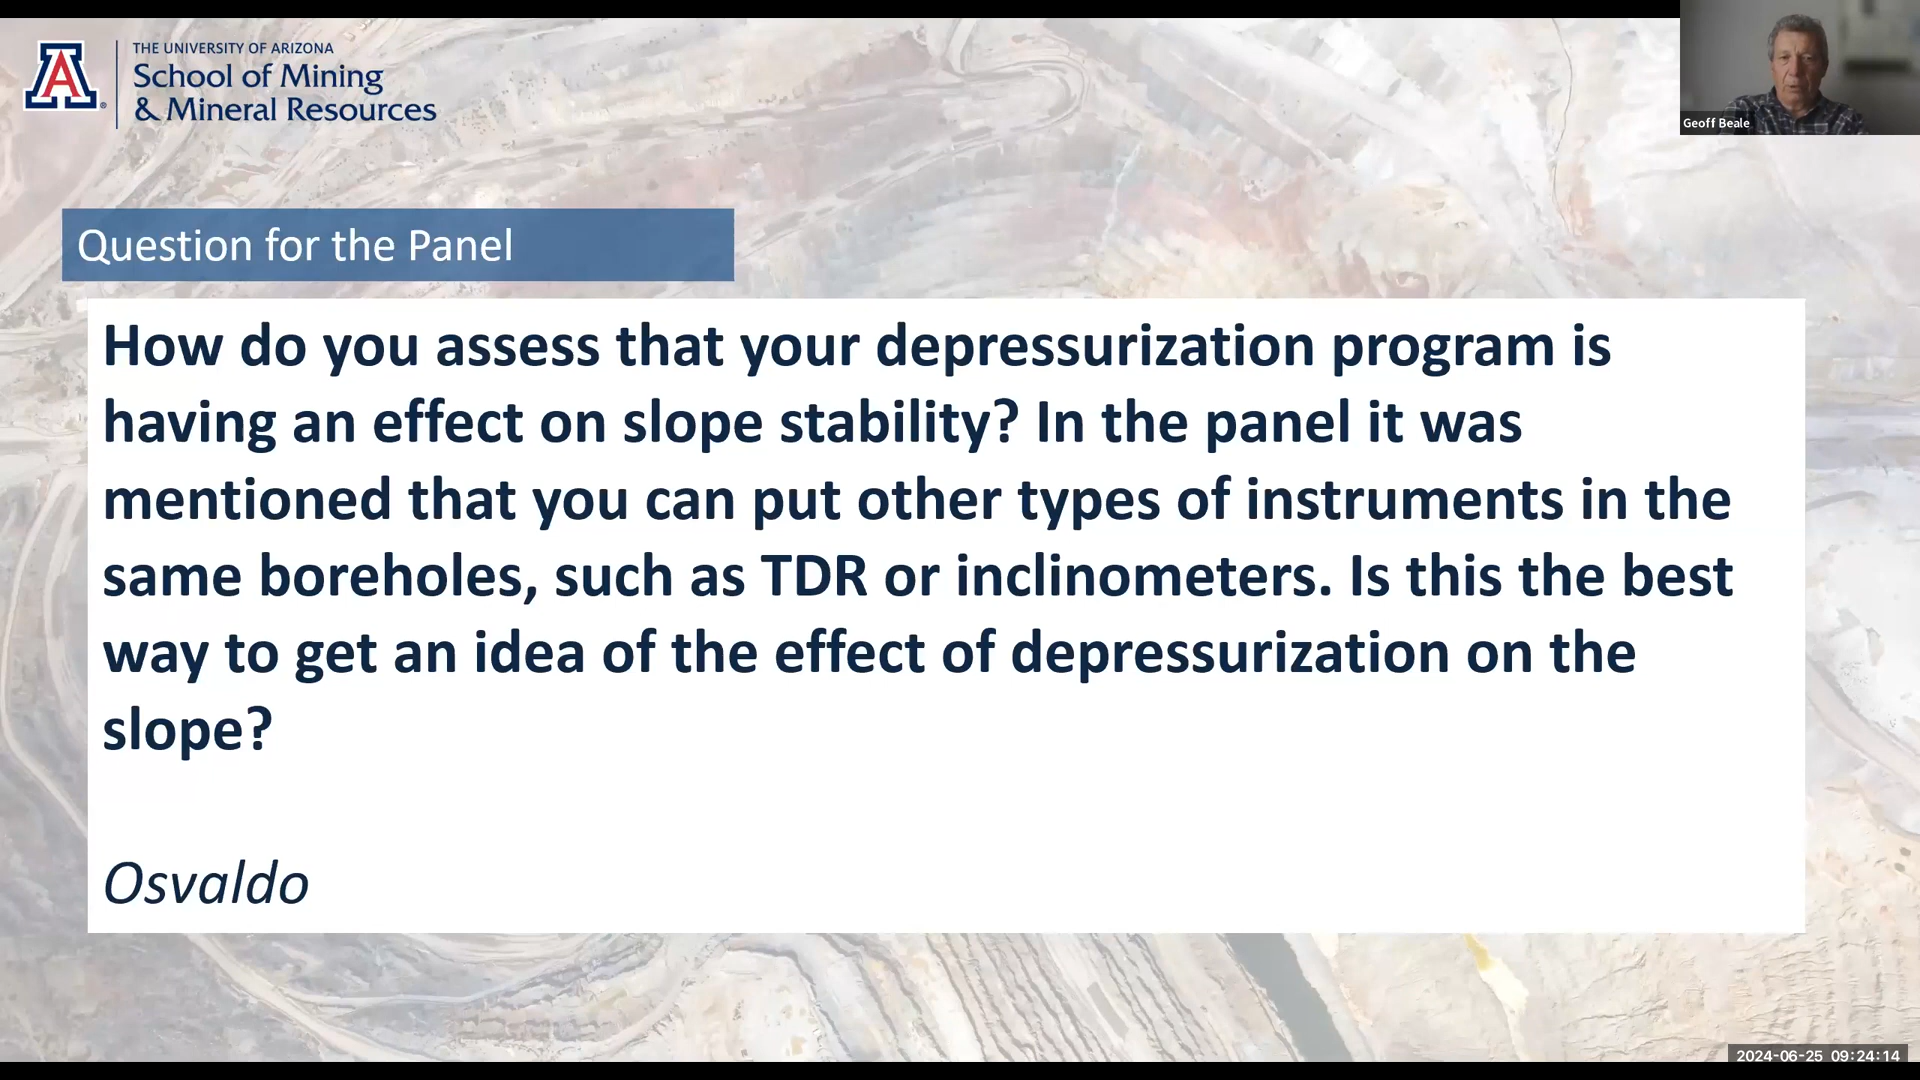 THE UNIVERSITY OF ARIZONA
School of Mining
& Mineral Resources
Geoff Beale
Question for the Panel
How do you assess that your depressurization program is
having an effect on slope stability? In the panel it was
mentioned that you can put other types of instruments in the
same boreholes, such as TDR or inclinometers. Is this the best
way to get an idea of the effect of depressurization on the
slope?
Osvaldo
2024-06-25 09:24:14